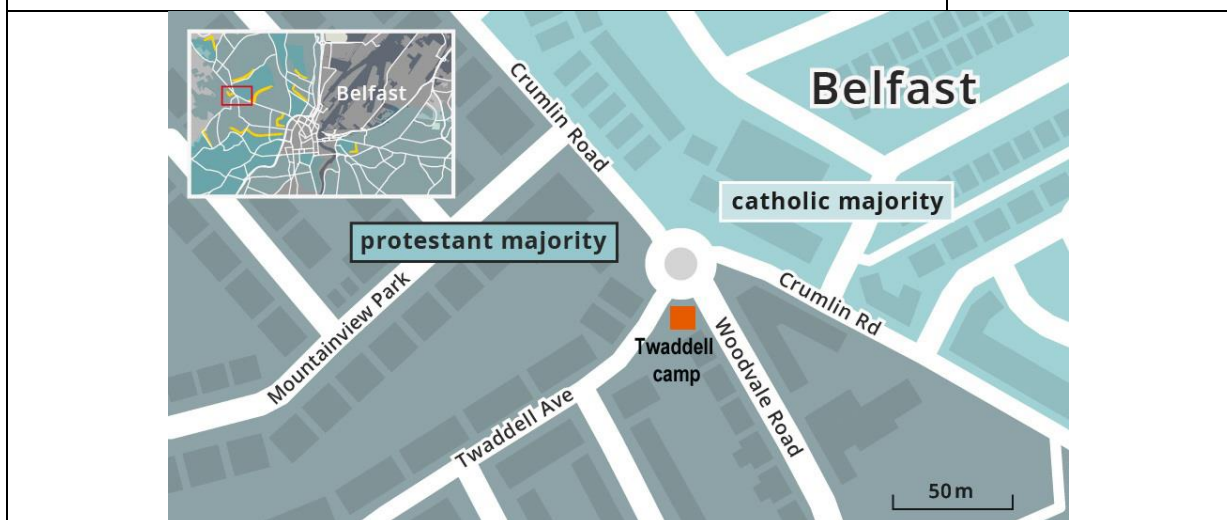 Belfast
Belfast
Crumlin Road
catholic majority
protestant majority
Crumlin Rd
Mountainview Park
Twaddell
camp
Woodvale Road
Twaddell Ave
50 m